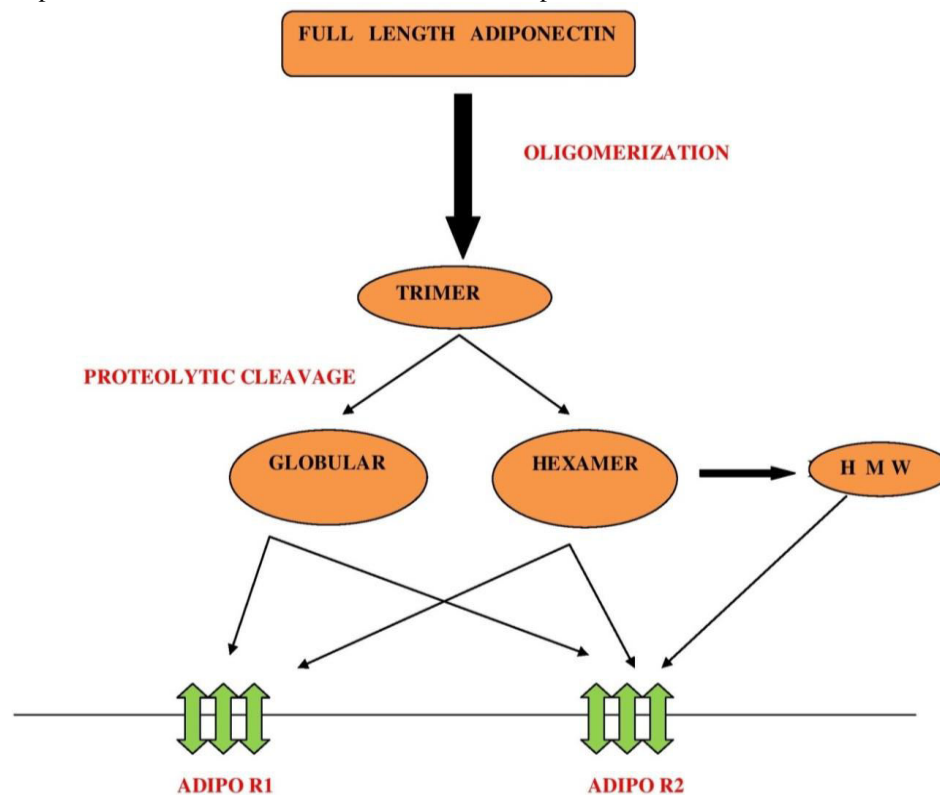 FULL LENGTH ADIPONECTIN
OLIGOMERIZATION
TRIMER
PROTEOLYTIC CLEAVAGE
GLOBULAR
HEXAMER
H M W
ADIPO R1
ADIPO R2